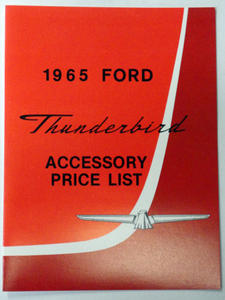 1965 FORD
Thunderbird
ACCESSORY
PRICE LIST